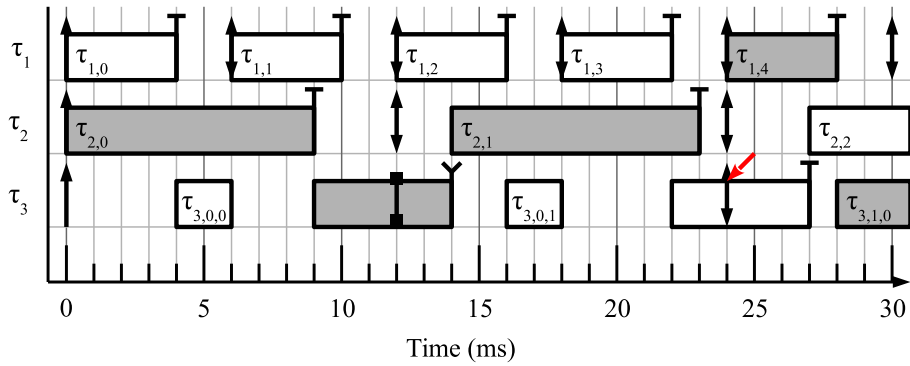 τ1
τ1,0 τ1,1 τ1,2 τ1,3 τ1,4
τ2
τ2,0 τ2,1 τ2,2
τ3
τ3,0,0 τ3,0,1 τ3,1,0
0 5 10 15 20 25 30
Time (ms)